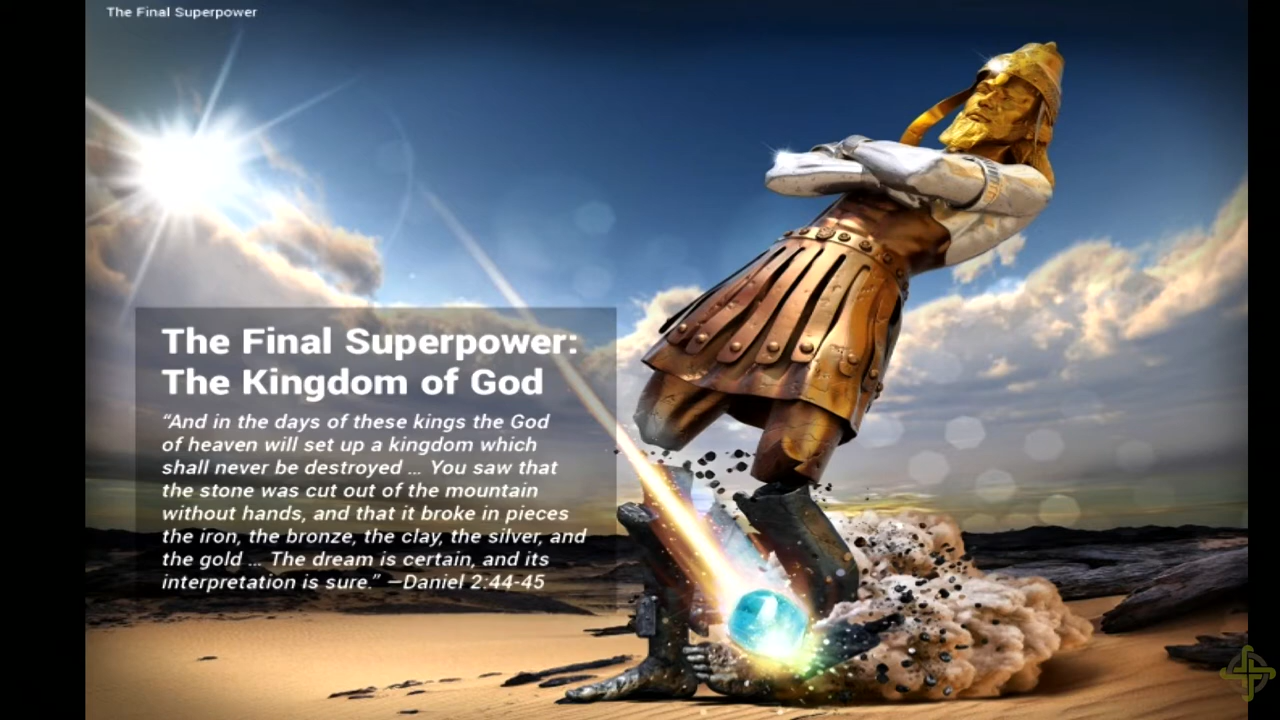 The Final Superpower
The Final Superpower:
The Kingdom of God
“And in the days of these kings the God
of heaven will set up a kingdom which
shall never be destroyed ... You saw that
the stone was cut out of the mountain
without hands, and that it broke in pieces
the iron, the bronze, the clay, the silver, and
the gold ... The dream is certain, and its
interpretation is sure.” —Daniel 2:44-45